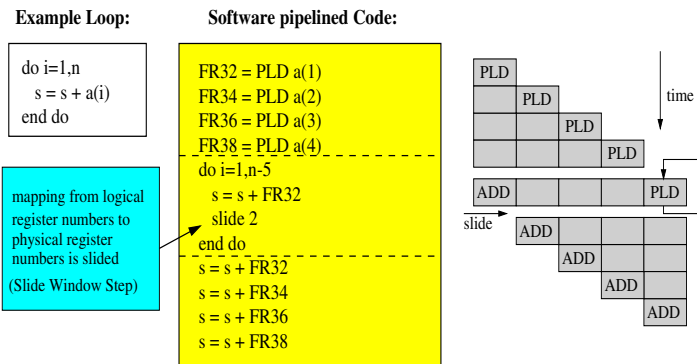 Example Loop:
do i=1,n
s = s + a(i)
end do
mapping from logical
register numbers to
physical register
numbers is slided
(Slide Window Step)
Software pipelined Code:
FR32 = PLD a(1)
FR34 = PLD a(2)
FR36 = PLD a(3)
FR38 = PLD a(4)
do i=1,n-5
s = s + FR32
slide 2
end do
s = s + FR32
s = s + FR34
s = s + FR36
s = s + FR38
PLD
PLD
PLD
PLD
time
ADD PLD
slide
ADD
ADD
ADD
ADD